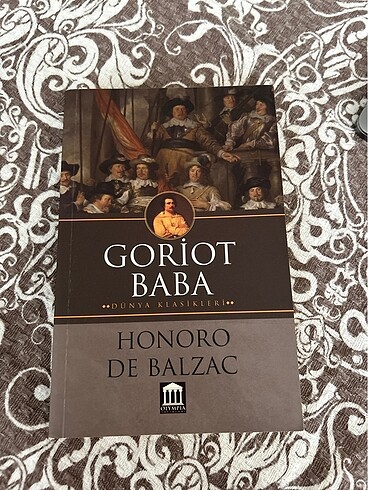 GORİOT
BABA
••DÜNYA KLASİKLERİ••
HONORO
DE BALZAC
OLYMPIA